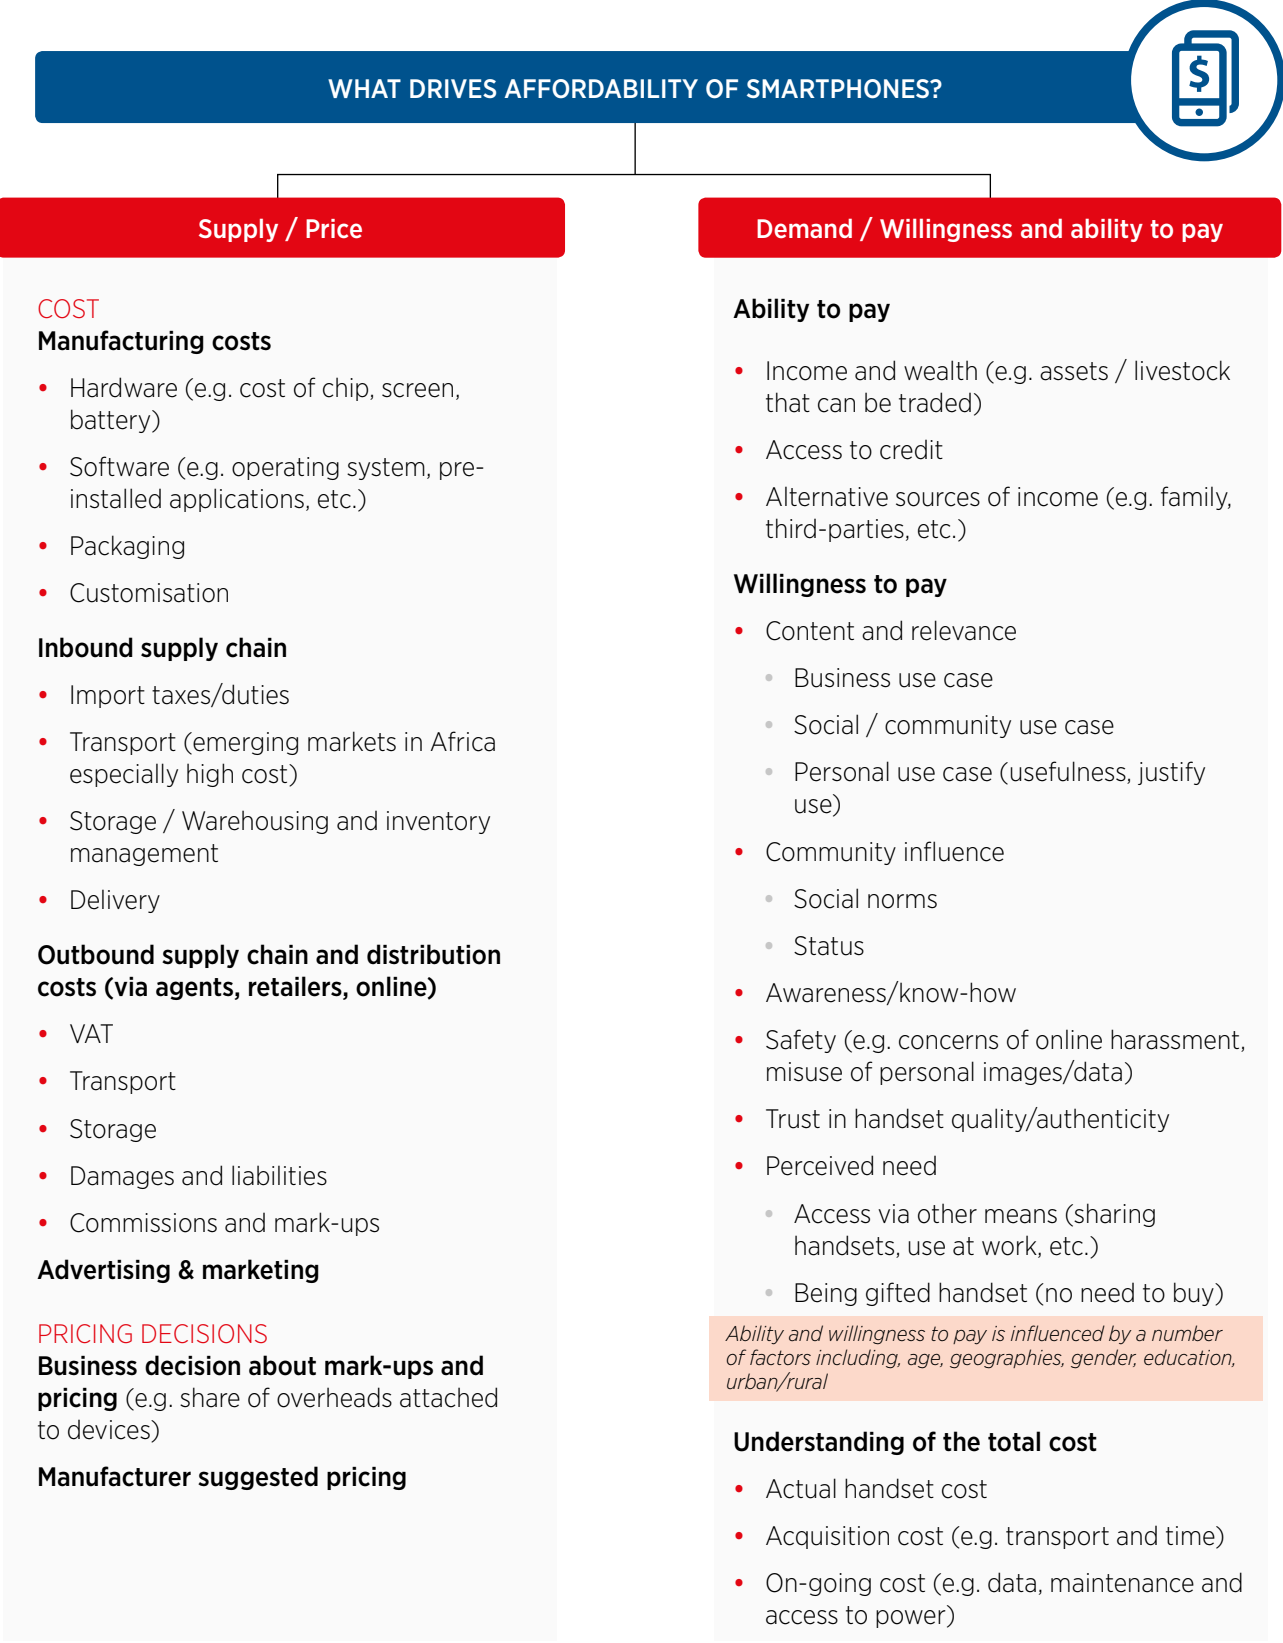 WHAT DRIVES AFFORDABILITY OF SMARTPHONES?
$
Supply / Price
COST
Manufacturing costs
• Hardware (e.g. cost of chip, screen,
battery)
• Software (e.g. operating system, pre-
installed applications, etc.)
• Packaging
• Customisation
Inbound supply chain
• Import taxes/duties
• Transport (emerging markets in Africa
especially high cost)
• Storage / Warehousing and inventory
management
• Delivery
Outbound supply chain and distribution
costs (via agents, retailers, online)
• VAT
• Transport
• Storage
• Damages and liabilities
• Commissions and mark-ups
Advertising & marketing
PRICING DECISIONS
Business decision about mark-ups and
pricing (e.g. share of overheads attached
to devices)
Manufacturer suggested pricing
Demand / Willingness and ability to pay
Ability to pay
• Income and wealth (e.g. assets / livestock
that can be traded)
• Access to credit
• Alternative sources of income (e.g. family,
third-parties, etc.)
Willingness to pay
• Content and relevance
• Business use case
• Social / community use case
• Personal use case (usefulness, justify
use)
• Community influence
• Social norms
• Status
• Awareness/know-how
• Safety (e.g. concerns of online harassment,
misuse of personal images/data)
• Trust in handset quality/authenticity
• Perceived need
• Access via other means (sharing
handsets, use at work, etc.)
• Being gifted handset (no need to buy)
Ability and willingness to pay is influenced by a number
of factors including, age, geographies, gender, education,
urban/rural
Understanding of the total cost
• Actual handset cost
• Acquisition cost (e.g. transport and time)
• On-going cost (e.g. data, maintenance and
access to power)